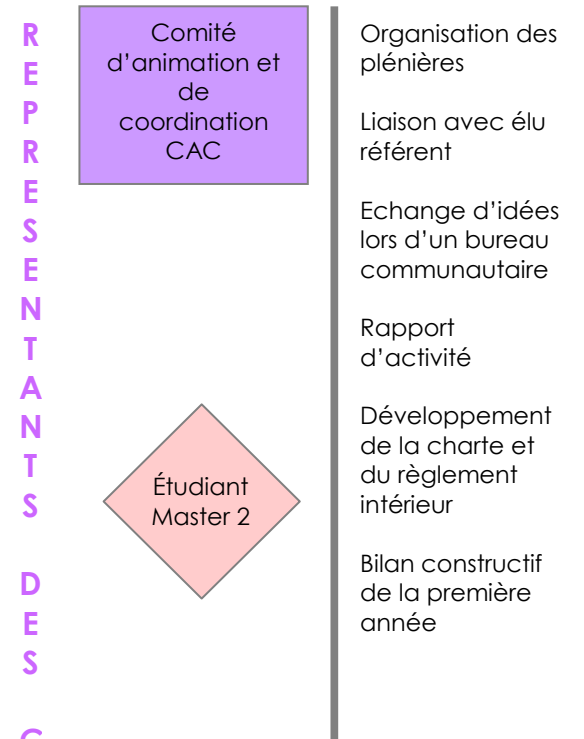 R
E
P
R
E
S
E
N
T
A
N
T
S
D
E
S
Comité
d'animation et
de
coordination
CAC
Étudiant
Master 2
Organisation des
plénières
Liaison avec élu
référent
Echange d'idées
lors d'un bureau
communautaire
Rapport
d'activité
Développement
de la charte et
du règlement
intérieur
Bilan constructif
de la première
année